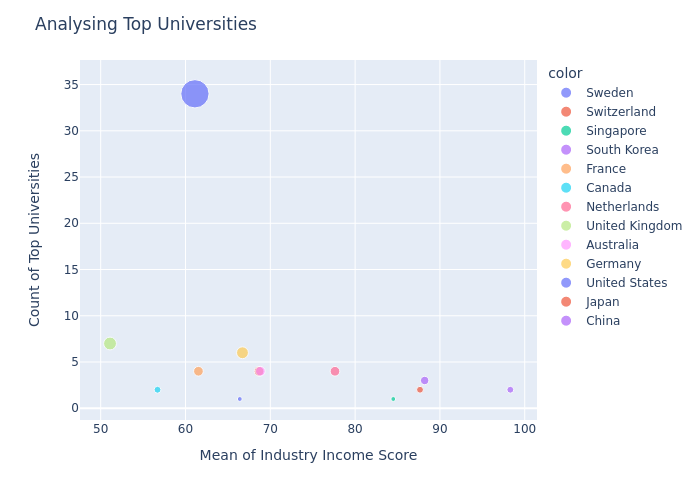 Analysing Top Universities
color
Sweden
Switzerland
Singapore
South Korea
France
Canada
Netherlands
United Kingdom
Australia
Germany
United States
Japan
China
Count of Top Universities
35
30
25
20
15
10
5
0
50
60
70
80
90
100
Mean of Industry Income Score